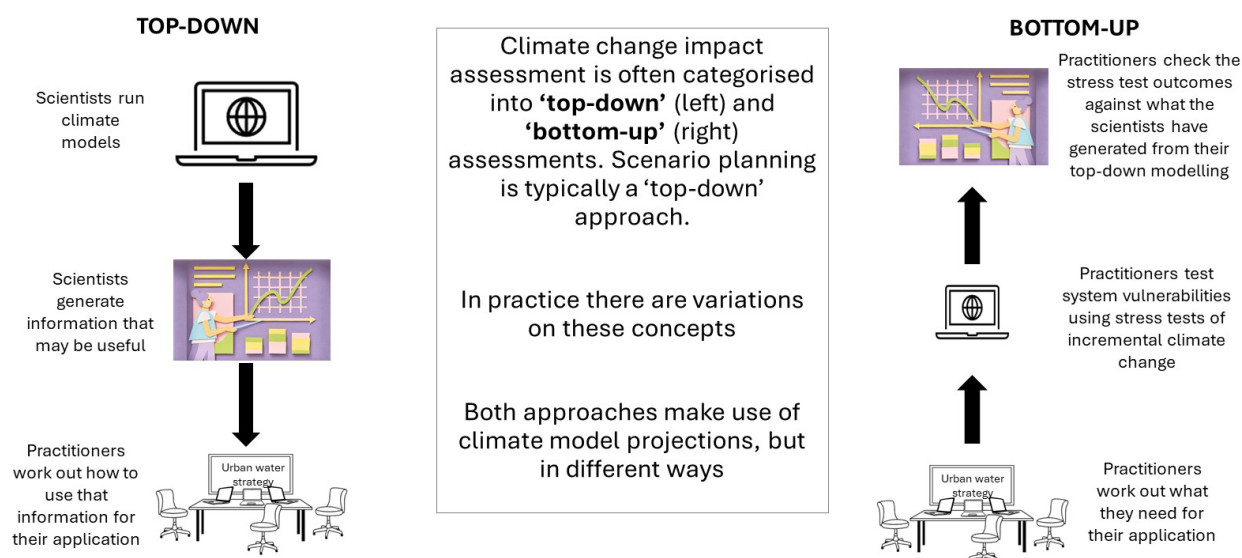 TOP-DOWN
Scientists run
climate
models
Scientists
generate
information that
may be useful
Practitioners
work out how to
use that
information for
their application
Urban water
strategy
Climate change impact
assessment is often categorised
into ‘top-down’ (left) and
‘bottom-up’ (right)
assessments. Scenario planning
is typically a ‘top-down’
approach.
In practice there are variations
on these concepts
Both approaches make use of
climate model projections, but
in different ways
BOTTOM-UP
Practitioners check the
stress test outcomes
against what the
scientists have
generated from their
top-down modelling
Practitioners test
system vulnerabilities
using stress tests of
incremental climate
change
Urban water
strategy
Practitioners
work out what
they need for
their application